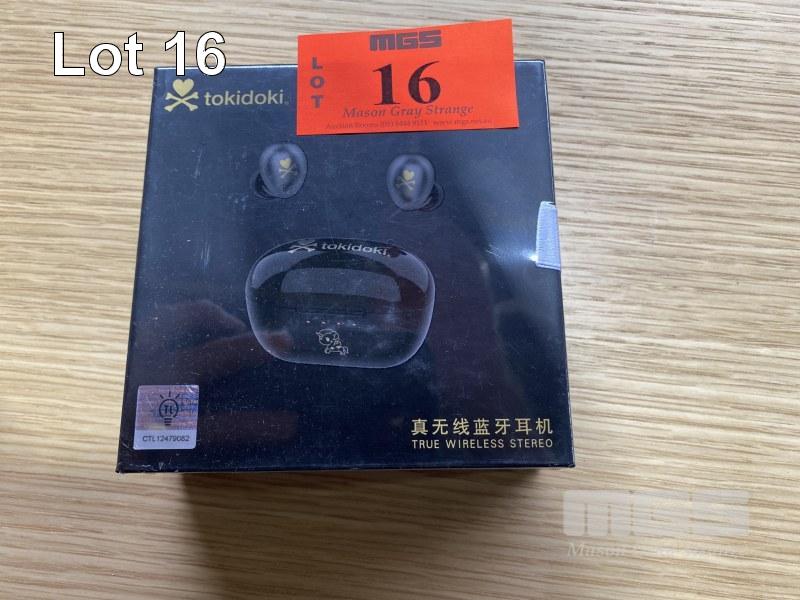 Lot 16
MGS
LOT
16
Mason Gray Strange
tokidoki
tokidoki
TL
CTL12479082
真无线蓝牙耳机
TRUE WIRELESS STEREO
MGS